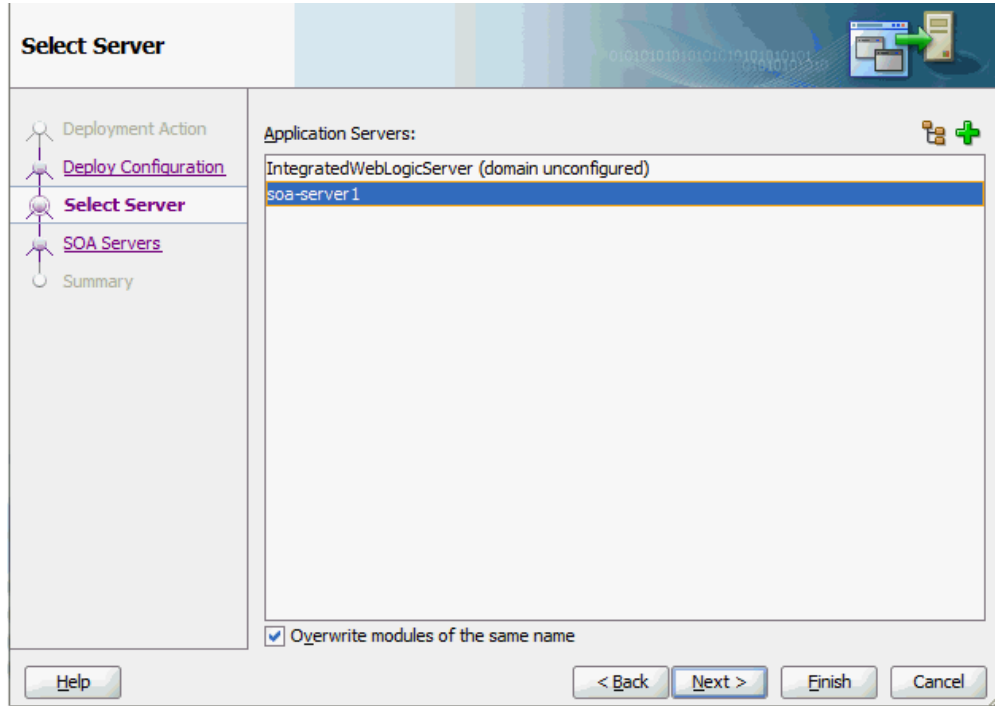 Select Server
Deployment Action
Deploy Configuration
Select Server
SOA Servers
Summary
Application Servers:
IntegratedWebLogicServer (domain unconfigured)
soa-server1
Overwrite modules of the same name
Help
< Back
Next >
Finish
Cancel